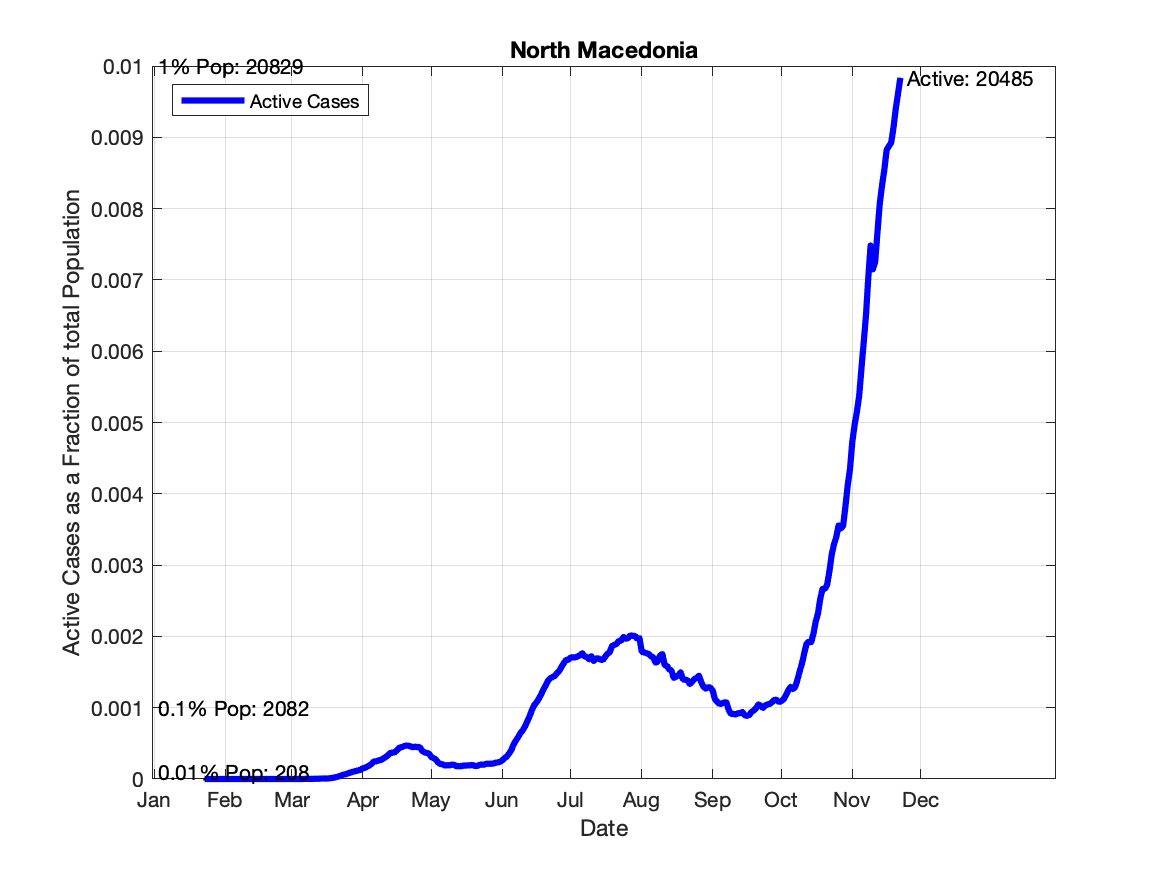 North Macedonia
1% Pop: 20829
Active: 20485
Active Cases
0.1% Pop: 2082
0.01% Pop: 208
Active Cases as a Fraction of total Population
0.01
0.009
0.008
0.007
0.006
0.005
0.004
0.003
0.002
0.001
0
Jan Feb Mar Apr May Jun Jul Aug Sep Oct Nov Dec
Date